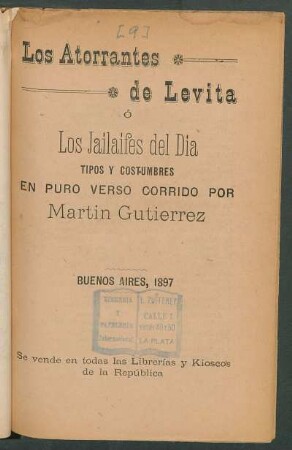 [9]
Los Atorrantes
de Levita
Ó
Los Jailaifes del Dia
TIPOS Y COSTUMBRES
EN PURO VERSO CORRIDO POR
Martin Gutierrez
BUENOS AIRES, 1897
LA PLATA
Se vende en todas las Librerías y Kioscos
de la República